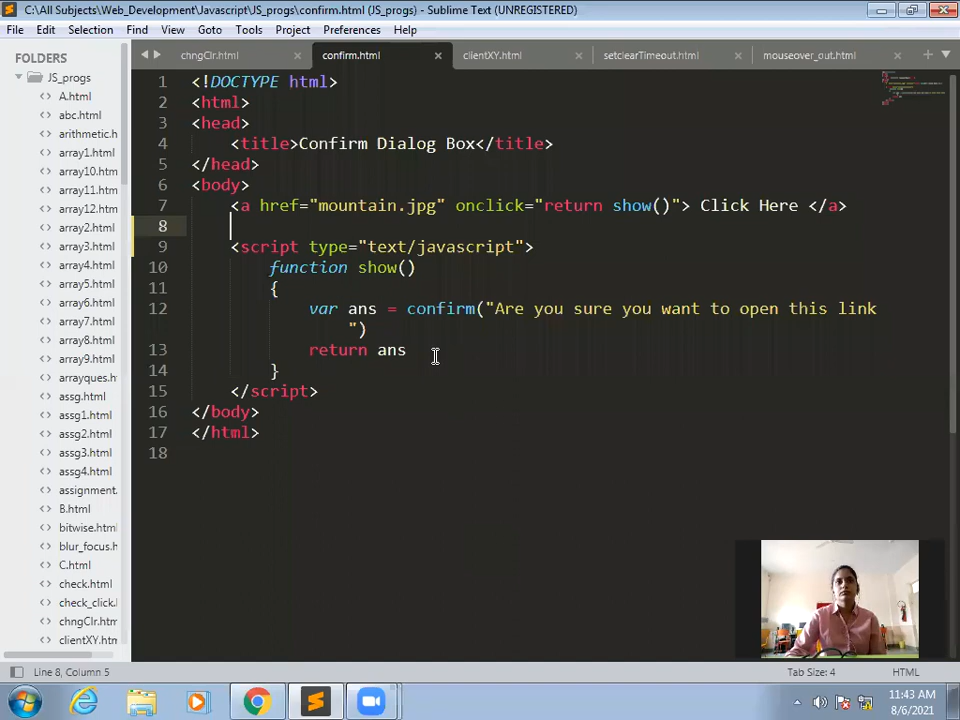 C:\All Subjects\Web_Development\Javascript\JS_progs\confirm.html (JS_progs) - Sublime Text (UNREGISTERED)
File Edit Selection Find View Goto Tools Project Preferences Help
FOLDERS
JS_progs
A.html
abc.html
arithmetic.h
array1.html
array10.htm
array11.htm
array12.htm
array2.html
array3.html
array4.html
array5.html
array6.html
array7.html
array8.html
array9.html
arrayques.h
assg.html
assg1.html
assg2.html
assg3.html
assg4.html
assignment.
B.html
bitwise.html
blur_focus.h
C.html
check.html
check_click.h
chngClr.html
clientXY.html
chngClr.html confirm.html clientXY.html setclearTimeout.html mouseover_out.html
1 <!DOCTYPE html>
2 <html>
3 <head>
4 <title>Confirm Dialog Box</title>
5 </head>
6 <body>
7 <a href="mountain.jpg" onclick="return show()"> Click Here </a>
8
9 <script type="text/javascript">
10 function show()
11 {
12 var ans = confirm("Are you sure you want to open this link
")
13 return ans
14 }
15 </script>
16 </body>
17 </html>
18
Line 8, Column 5 Tab Size: 4 HTML
11:43 AM
8/6/2021